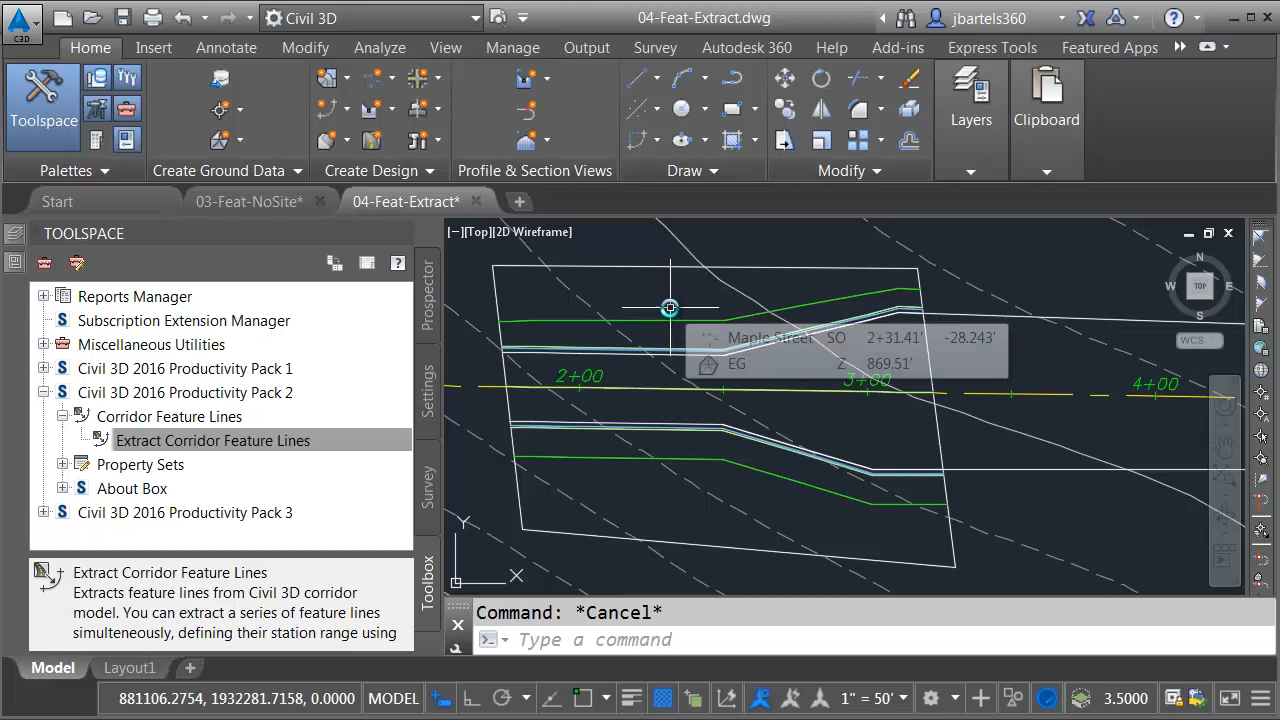 Civil 3D
04-Feat-Extract.dwg
jbartels360
C3D
Home Insert Annotate Modify Analyze View Manage Output Survey Autodesk 360 Help Add-ins Express Tools Featured Apps
Toolspace
Layers
Clipboard
Palettes
Create Ground Data
Create Design
Profile & Section Views
Draw
Modify
Start
03-Feat-NoSite*
04-Feat-Extract*
TOOLSPACE
[−][Top][2D Wireframe]
Reports Manager
Subscription Extension Manager
Miscellaneous Utilities
Civil 3D 2016 Productivity Pack 1
Civil 3D 2016 Productivity Pack 2
Corridor Feature Lines
Extract Corridor Feature Lines
Property Sets
About Box
Civil 3D 2016 Productivity Pack 3
Prospector
Settings
Survey
Toolbox
N
W TOP E
S
WCS
Maple Street SO 2+31.41' -28.243'
EG Z 869.51'
2+00
3+00
4+00
Y
X
Extract Corridor Feature Lines
Extracts feature lines from Civil 3D corridor
model. You can extract a series of feature lines
simultaneously, defining their station range using
Command: *Cancel*
Type a command
Model
Layout1
881106.2754, 1932281.7158, 0.0000
MODEL
1" = 50'
3.5000